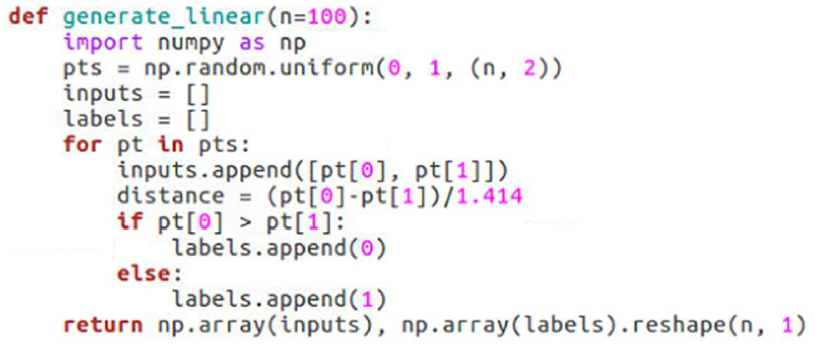 def generate_linear(n=100):
    import numpy as np
    pts = np.random.uniform(0, 1, (n, 2))
    inputs = []
    labels = []
    for pt in pts:
        inputs.append([pt[0], pt[1]])
        distance = (pt[0]-pt[1])/1.414
        if pt[0] > pt[1]:
            labels.append(0)
        else:
            labels.append(1)
    return np.array(inputs), np.array(labels).reshape(n, 1)